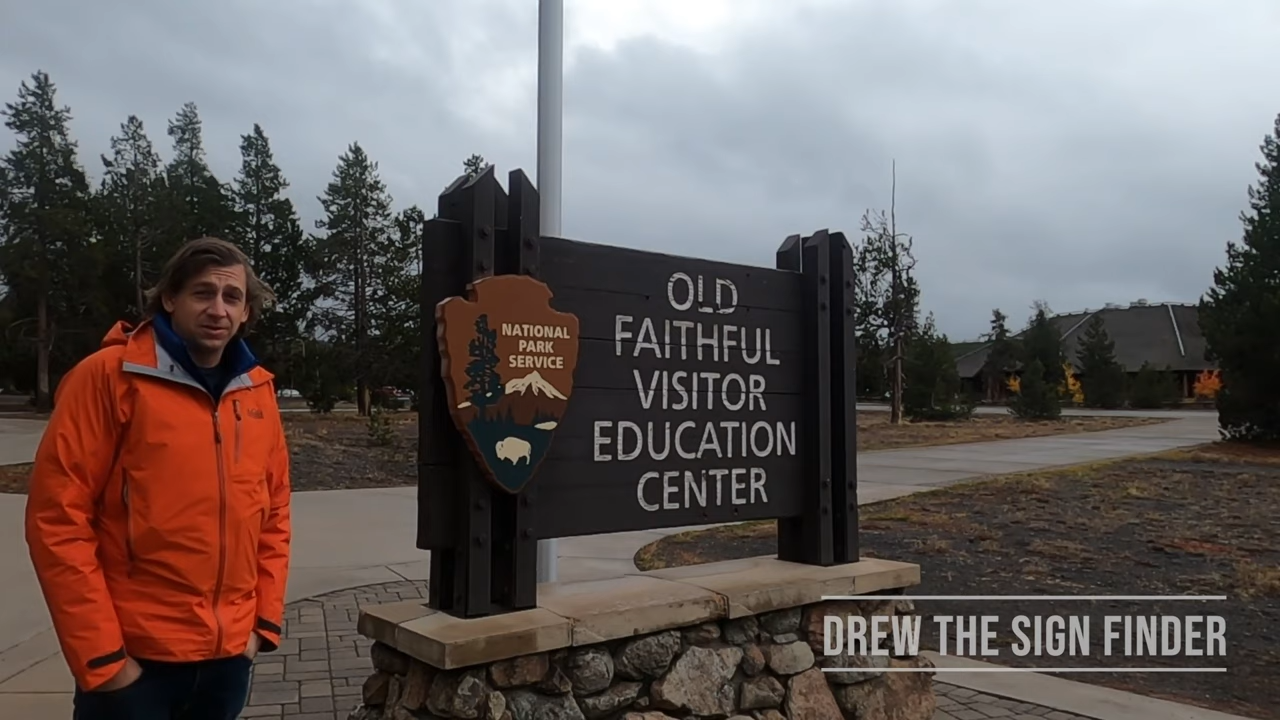 NATIONAL
PARK
SERVICE
OLD
FAITHFUL
VISITOR
EDUCATION
CENTER
DREW THE SIGN FINDER